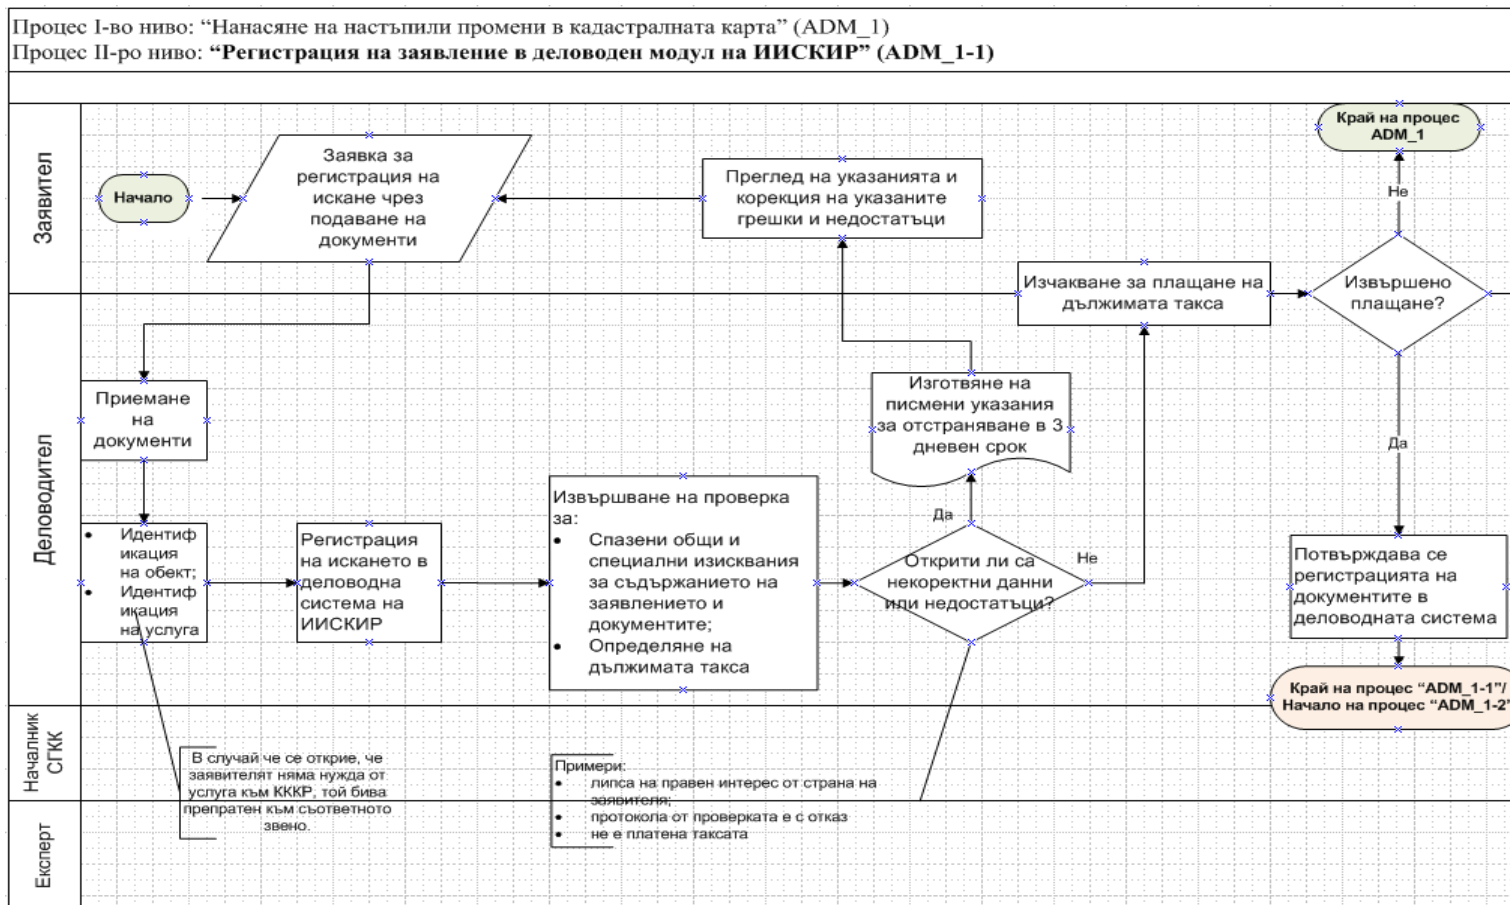 Процес I-во ниво: “Нанасяне на настъпили промени в кадастралната карта” (ADM_1)
Процес II-ро ниво: “Регистрация на заявление в деловоден модул на ИИСКИР” (ADM_1-1)
Заявител
Начало
Заявка за
регистрация на
искане чрез
подаване на
документи
Преглед на указанията и
корекция на указаните
грешки и недостатъци
Край на процес
ADM_1
Не
Изчакване за плащане на
дължимата такса
Извършено
плащане?
Деловодител
Приемане
на
документи
Изготвяне на
писмени указания
за отстраняване в 3
дневен срок
Да
• Идентиф
икация
на обект;
• Идентиф
икация
на услуга
Регистрация
на искането в
деловодна
система на
ИИСКИР
Извършване на проверка
за:
• Спазени общи и
специални изисквания
за съдържанието на
заявлението и
документите;
• Определяне на
дължимата такса
Да
Открити ли са
некоректни данни
или недостатъци?
Не
Потвърждава се
регистрацията на
документите в
деловодната система
Край на процес “ADM_1-1”/
Начало на процес “ADM_1-2”
Началник
СГКК
В случай че се открие, че
заявителят няма нужда от
услуга към КККР, той бива
препратен към съответното
звено.
Примери:
• липса на правен интерес от страна на
заявителя;
• протокола от проверката е с отказ
• не е платена таксата
Експерт